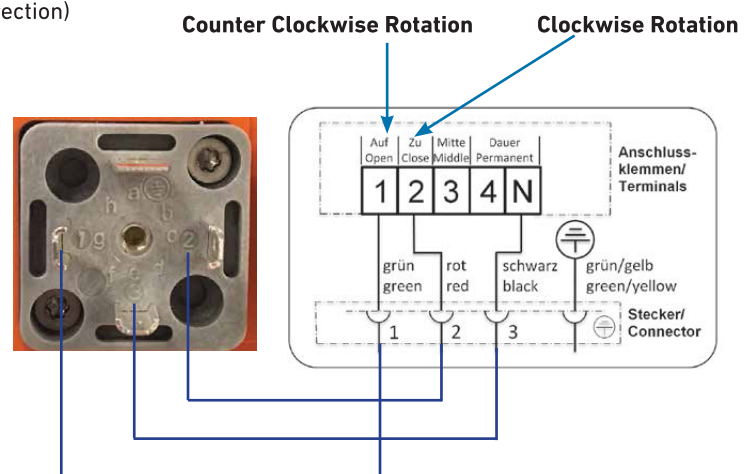 ection)
Counter Clockwise Rotation
Clockwise Rotation
Auf Zu Mitte Dauer
Open Close Middle Permanent
1 2 3 4 N
Anschluss-
klemmen/
Terminals
grün rot schwarz grün/gelb
green red black green/yellow
Stecker/
Connector
1 2 3
a
h b
1 g c 2
f d
e
3